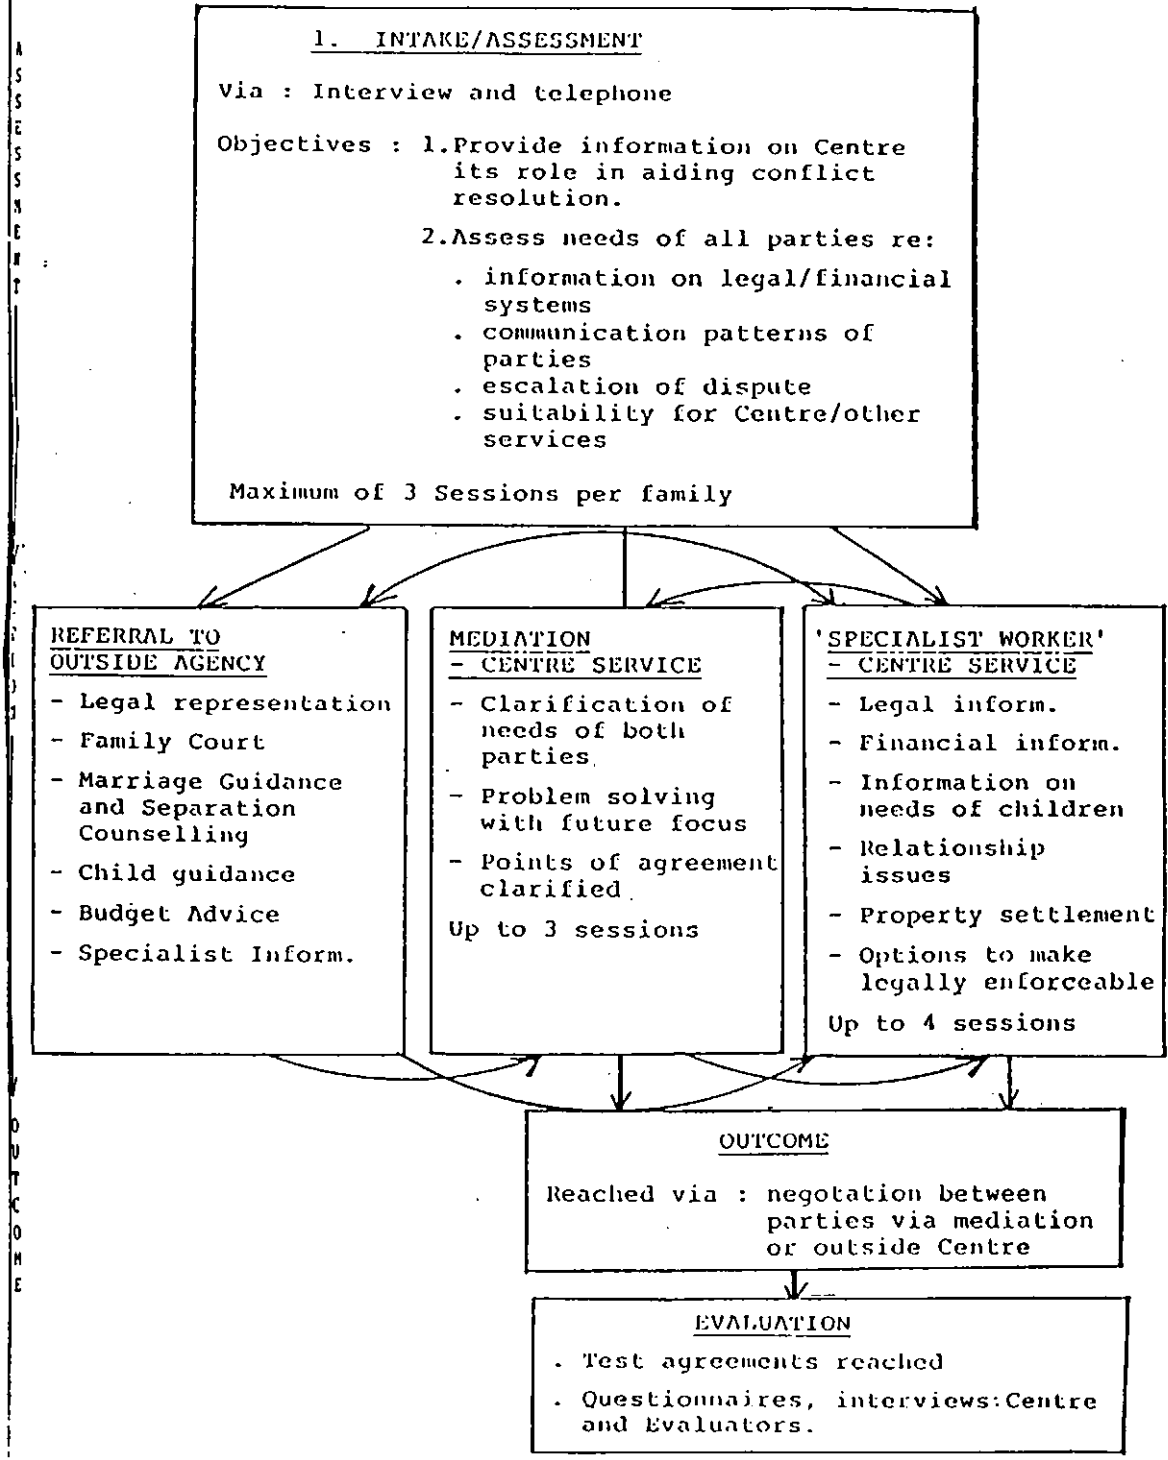 1. INTAKE/ASSESSMENT
Via : Interview and telephone
Objectives : 1.Provide information on Centre
its role in aiding conflict
resolution.
2.Assess needs of all parties re:
. information on legal/financial
systems
. communication patterns of
parties
. escalation of dispute
. suitability for Centre/other
services
Maximum of 3 Sessions per family
ASSESSMENT
REFERRAL TO
OUTSIDE AGENCY
- Legal representation
- Family Court
- Marriage Guidance
and Separation
Counselling
- Child guidance
- Budget Advice
- Specialist Inform.
MEDIATION
- CENTRE SERVICE
- Clarification of
needs of both
parties
- Problem solving
with future focus
- Points of agreement
clarified
Up to 3 sessions
'SPECIALIST WORKER'
- CENTRE SERVICE
- Legal inform.
- Financial inform.
- Information on
needs of children
- Relationship
issues
- Property settlement
- Options to make
legally enforceable
Up to 4 sessions
OUTCOME
OUTCOME
Reached via : negotation between
parties via mediation
or outside Centre
EVALUATION
. Test agreements reached
. Questionnaires, interviews:Centre
and Evaluators.